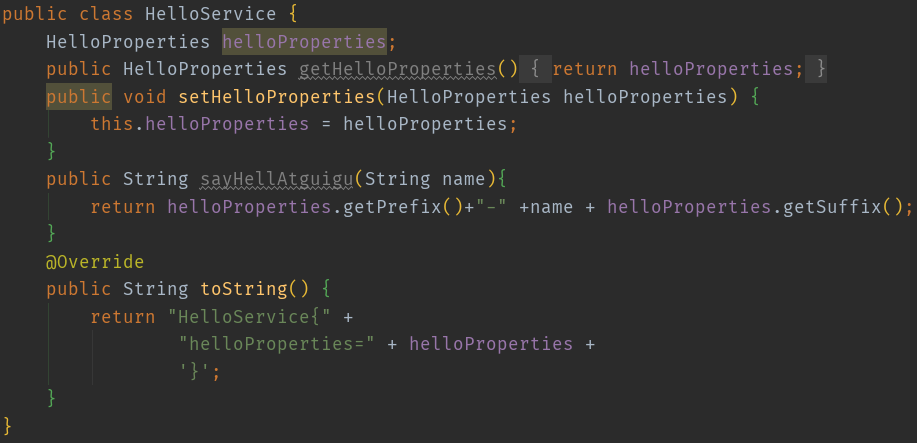 public class HelloService {
    HelloProperties helloProperties;
    public HelloProperties getHelloProperties() { return helloProperties; }
    public void setHelloProperties(HelloProperties helloProperties) {
        this.helloProperties = helloProperties;
    }
    public String sayHellAtguigu(String name){
        return helloProperties.getPrefix()+"-" +name + helloProperties.getSuffix();
    }
    @Override
    public String toString() {
        return "HelloService{" +
                "helloProperties=" + helloProperties +
                '}';
    }
}